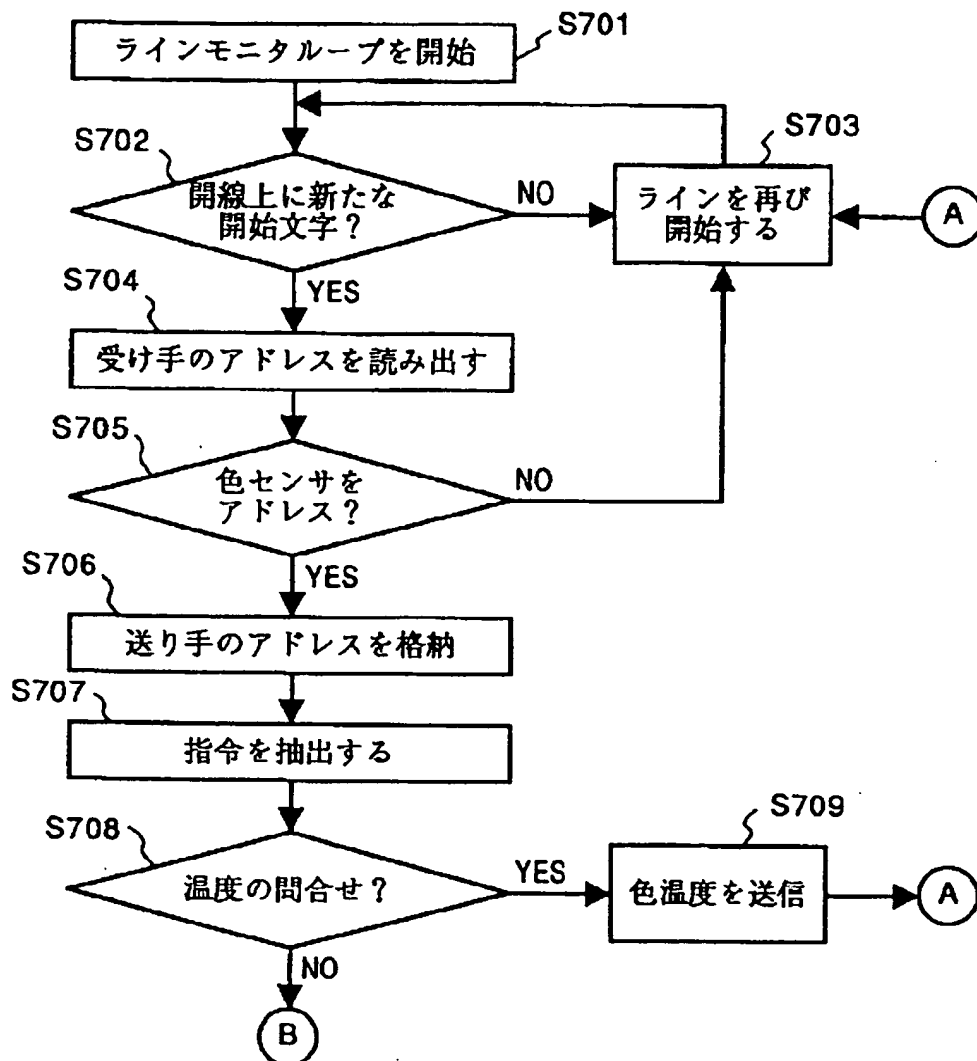 S701
ラインモニタループを開始
S702
開線上に新たな
開始文字？
NO
YES
S703
ラインを再び
開始する
A
S704
受け手のアドレスを読み出す
S705
色センサを
アドレス？
NO
YES
S706
送り手のアドレスを格納
S707
指令を抽出する
S708
温度の問合せ？
YES
NO
S709
色温度を送信
A
B